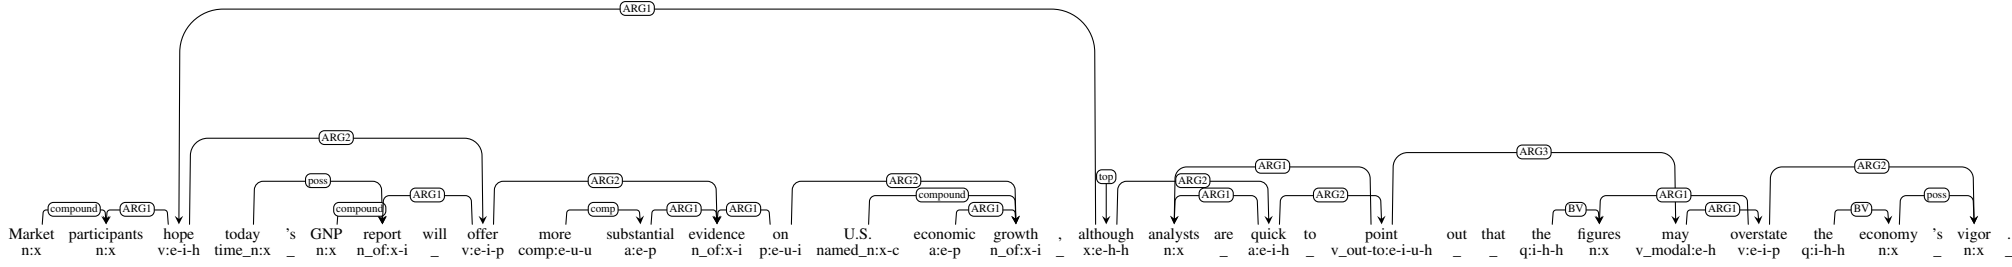 ARG1
ARG2 ARG3
poss ARG2 ARG2 top ARG1 ARG2 ARG2
ARG1 compound ARG1 ARG2 ARG1 poss
compound ARG1 compound comp ARG1 ARG1 ARG1 BV ARG1 BV
Market participants hope today 's GNP report will offer more substantial evidence on U.S. economic growth , although analysts are quick to point out that the figures may overstate the economy 's vigor .
n:x n:x v:e-i-h time_n:x _ n:x n_of:x-i _ v:e-i-p comp:e-u-u a:e-p n_of:x-i p:e-u-i named_n:x-c a:e-p n_of:x-i _ x:e-h-h n:x _ a:e-i-h _ v_out-to:e-i-u-h _ _ q:i-h-h n:x v_modal:e-h v:e-i-p q:i-h-h n:x _ n:x _